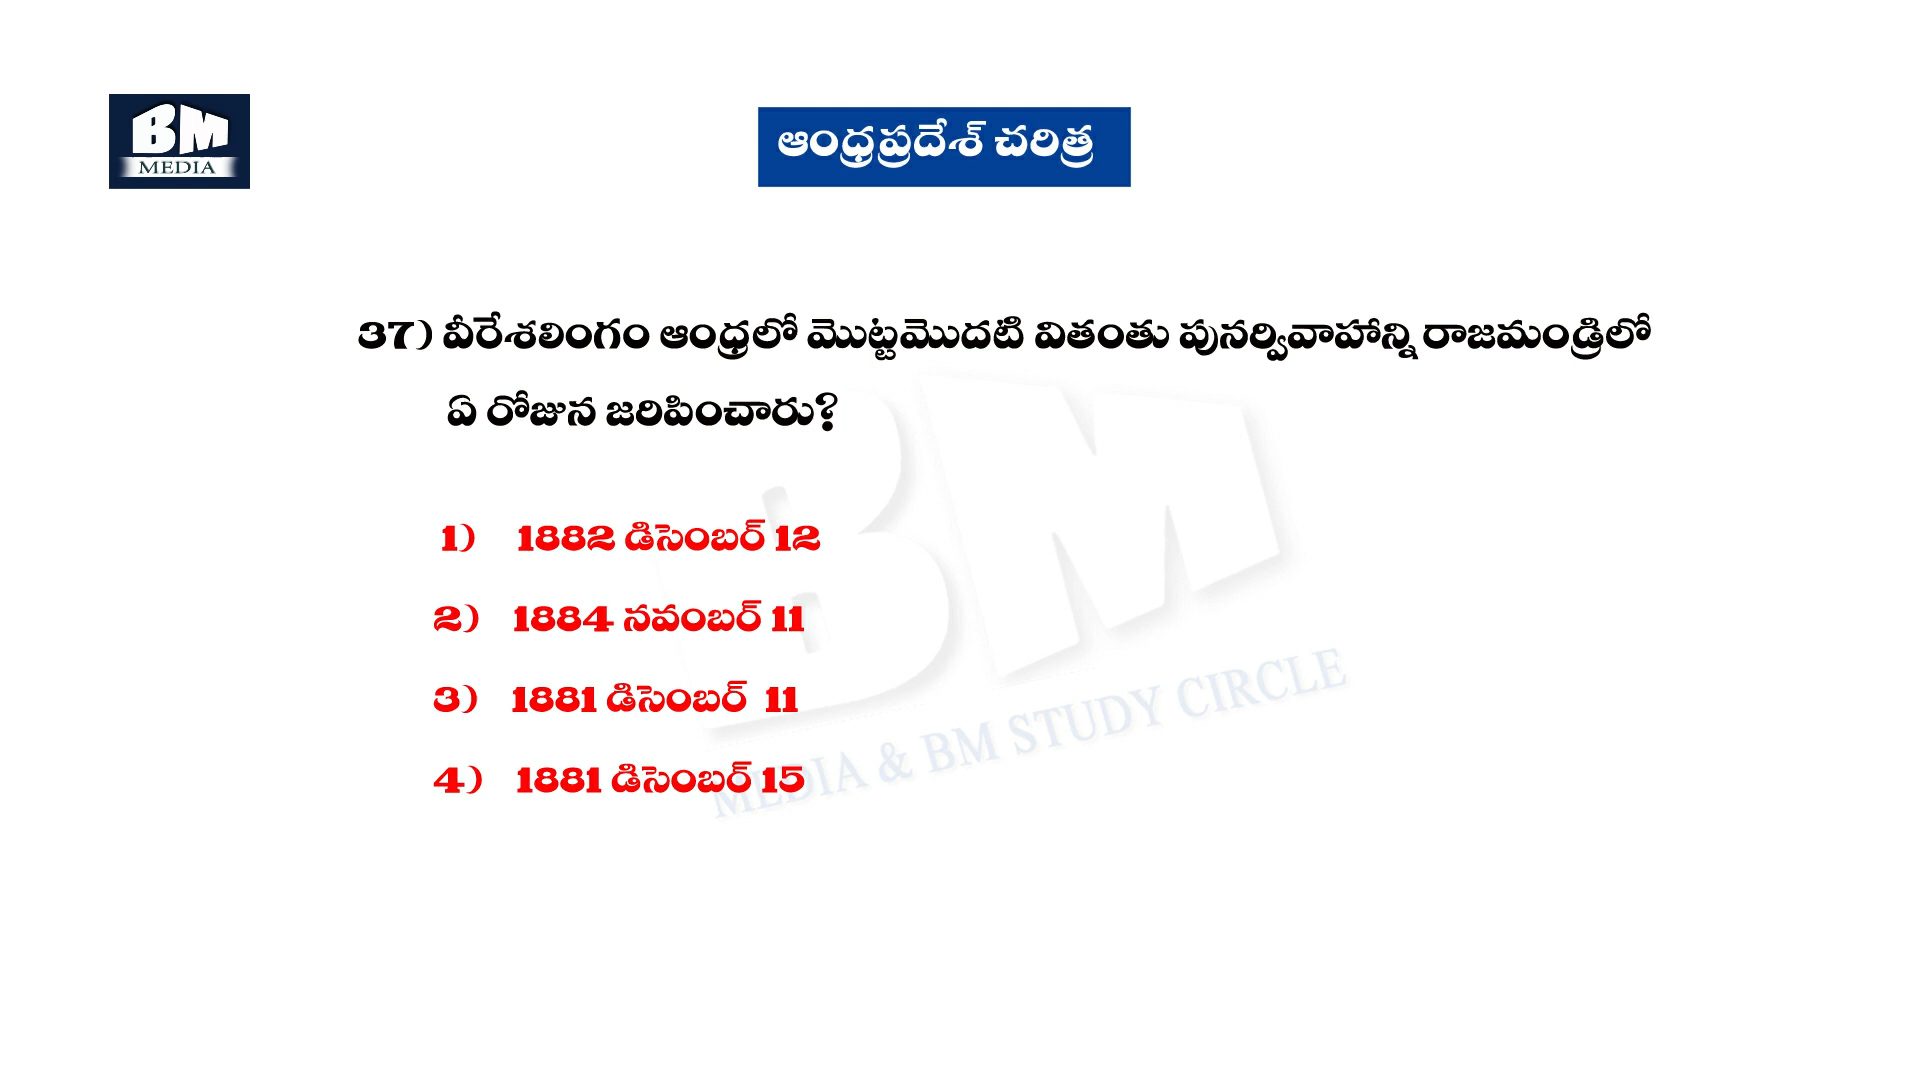 BM
MEDIA
ఆంధ్రప్రదేశ్ చరిత్ర
37) వీరేశలింగం ఆంధ్రలో మొట్టమొదటి వితంతు పునర్వివాహాన్ని రాజమండ్రిలో
ఏ రోజున జరిపించారు?
1) 1882 డిసెంబర్ 12
2) 1884 నవంబర్ 11
3) 1881 డిసెంబర్ 11
4) 1881 డిసెంబర్ 15
BM
MEDIA & BM STUDY CIRCLE